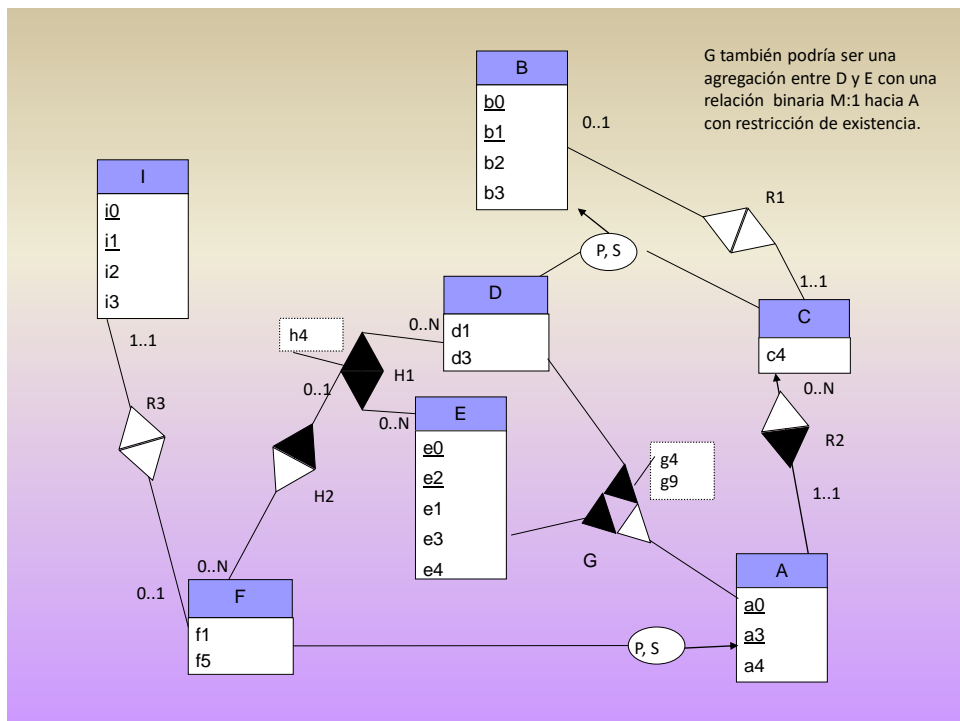 B
b0
b1
b2
b3
G también podría ser una
agregación entre D y E con una
relación binaria M:1 hacia A
con restricción de existencia.
0..1
R1
1..1
I
i0
i1
i2
i3
1..1
P, S
D
d1
d3
C
c4
0..N
h4
0..N
H1
0..1
0..N
R3
H2
E
e0
e2
e1
e3
e4
g4
g9
G
R2
1..1
0..N
0..1
F
f1
f5
P, S
A
a0
a3
a4